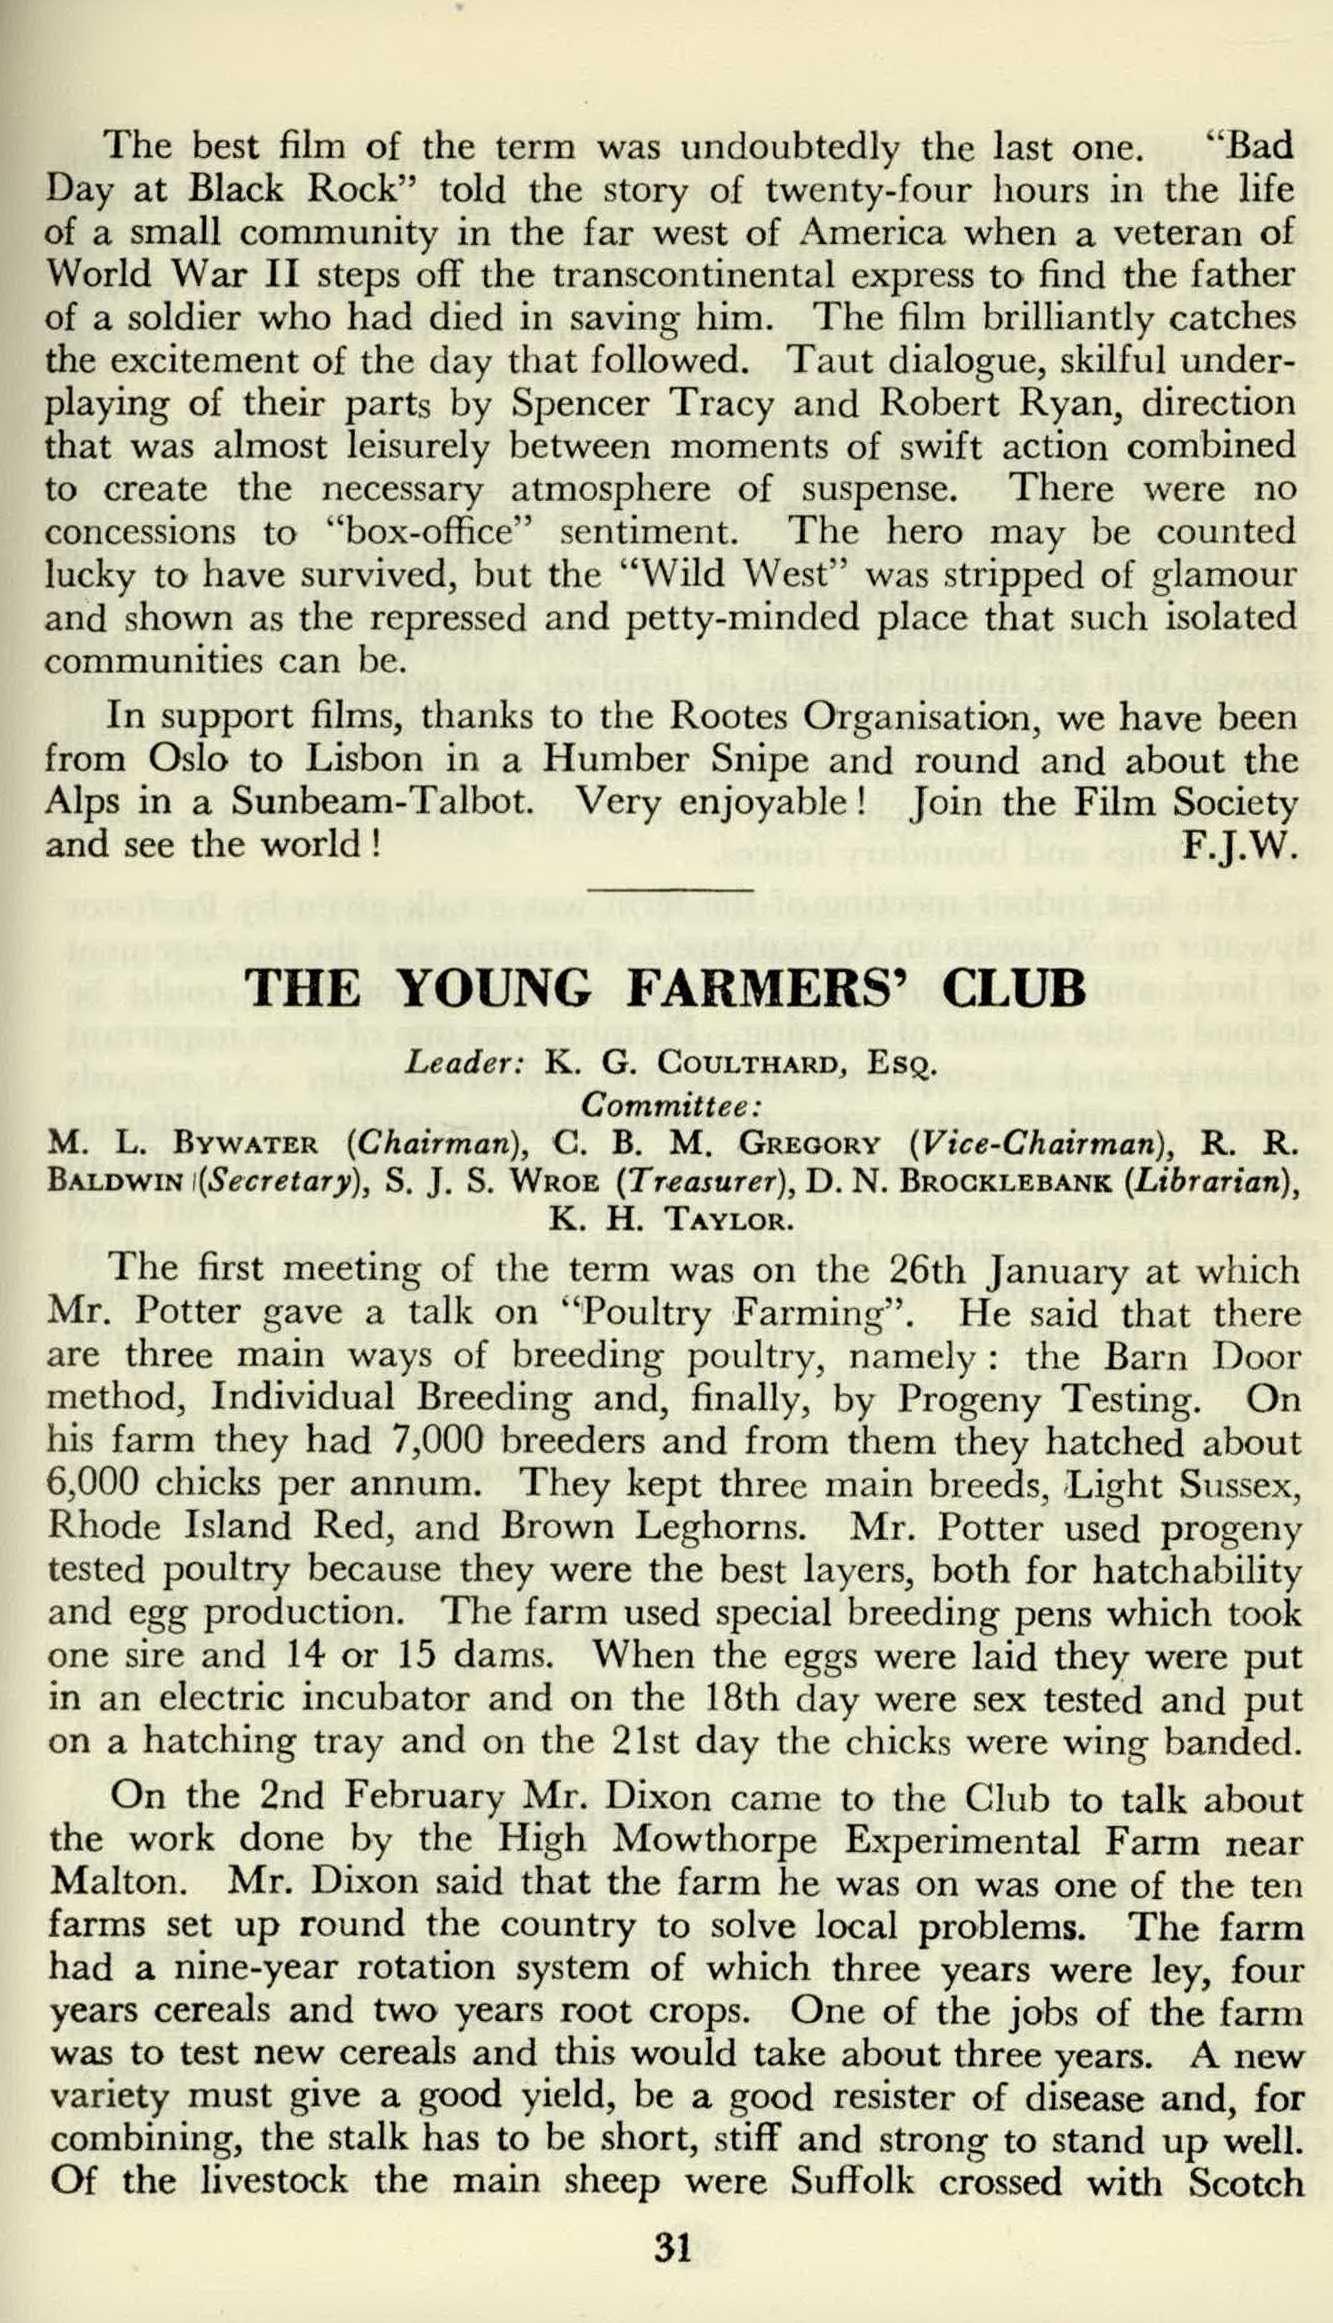 The best film of the term was undoubtedly the last one. “Bad
Day at Black Rock” told the story of twenty-four hours in the life
of a small community in the far west of America when a veteran of
World War II steps off the transcontinental express to find the father
of a soldier who had died in saving him. The film brilliantly catches
the excitement of the day that followed. Taut dialogue, skilful under-
playing of their parts by Spencer Tracy and Robert Ryan, direction
that was almost leisurely between moments of swift action combined
to create the necessary atmosphere of suspense. There were no
concessions to “box-office” sentiment. The hero may be counted
lucky to have survived, but the “Wild West” was stripped of glamour
and shown as the repressed and petty-minded place that such isolated
communities can be.
In support films, thanks to the Rootes Organisation, we have been
from Oslo to Lisbon in a Humber Snipe and round and about the
Alps in a Sunbeam-Talbot. Very enjoyable ! Join the Film Society
and see the world ! F.J.W.
THE YOUNG FARMERS’ CLUB
Leader: K. G. COULTHARD, ESQ.
Committee:
M. L. BYWATER (Chairman), C. B. M. GREGORY (Vice-Chairman), R. R.
BALDWIN (Secretary), S. J. S. WROE (Treasurer), D. N. BROCKLEBANK (Librarian),
K. H. TAYLOR.
The first meeting of the term was on the 26th January at which
Mr. Potter gave a talk on “Poultry Farming”. He said that there
are three main ways of breeding poultry, namely : the Barn Door
method, Individual Breeding and, finally, by Progeny Testing. On
his farm they had 7,000 breeders and from them they hatched about
6,000 chicks per annum. They kept three main breeds, Light Sussex,
Rhode Island Red, and Brown Leghorns. Mr. Potter used progeny
tested poultry because they were the best layers, both for hatchability
and egg production. The farm used special breeding pens which took
one sire and 14 or 15 dams. When the eggs were laid they were put
in an electric incubator and on the 18th day were sex tested and put
on a hatching tray and on the 21st day the chicks were wing banded.
On the 2nd February Mr. Dixon came to the Club to talk about
the work done by the High Mowthorpe Experimental Farm near
Malton. Mr. Dixon said that the farm he was on was one of the ten
farms set up round the country to solve local problems. The farm
had a nine-year rotation system of which three years were ley, four
years cereals and two years root crops. One of the jobs of the farm
was to test new cereals and this would take about three years. A new
variety must give a good yield, be a good resister of disease and, for
combining, the stalk has to be short, stiff and strong to stand up well.
Of the livestock the main sheep were Suffolk crossed with Scotch
31